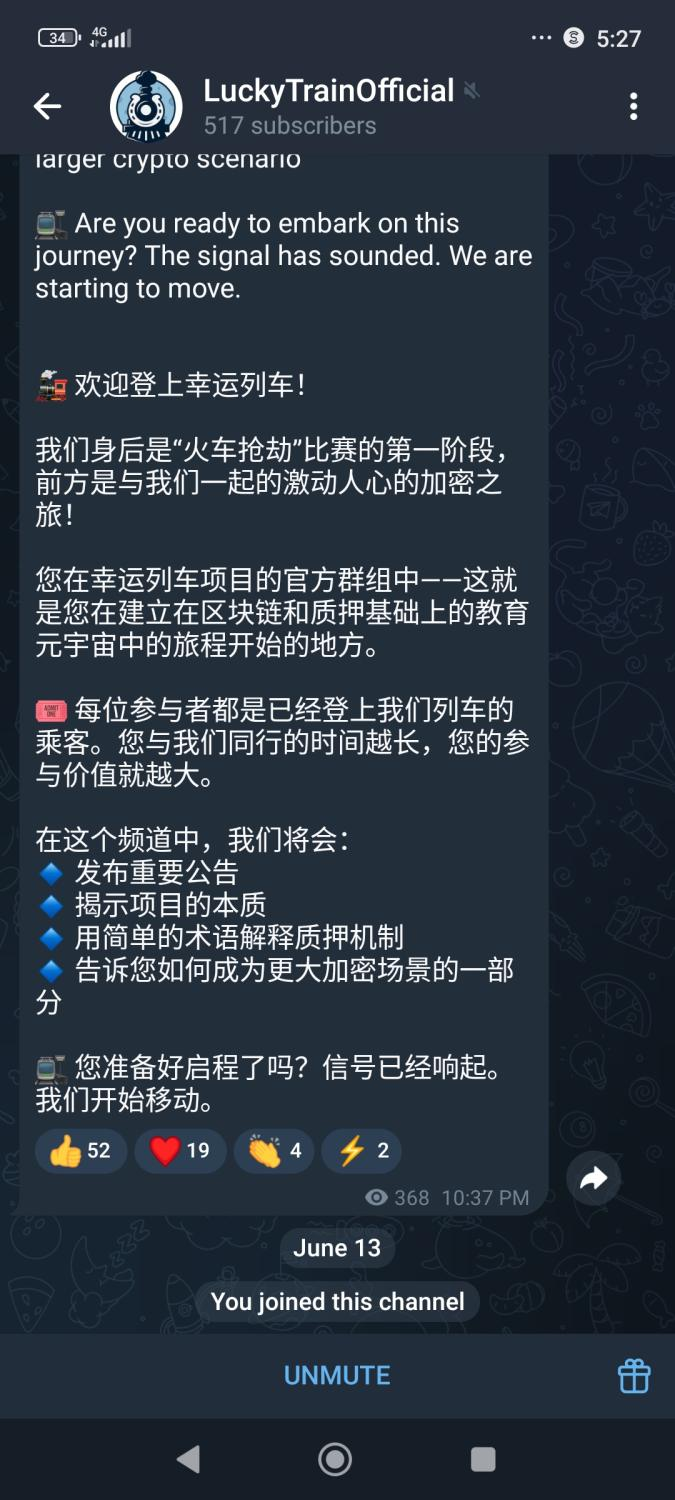 34 4G 5:27
LuckyTrainOfficial
517 subscribers
larger crypto scenario
Are you ready to embark on this
journey? The signal has sounded. We are
starting to move.
欢迎登上幸运列车！
我们身后是“火车抢劫”比赛的第一阶段，
前方是与我们一起的激动人心的加密之
旅！
您在幸运列车项目的官方群组中——这就
是您在建立在区块链和质押基础上的教育
元宇宙中的旅程开始的地方。
🎟 每位参与者都是已经登上我们列车的
乘客。您与我们同行的时间越长，您的参
与价值就越大。
在这个频道中，我们将会：
🔹 发布重要公告
🔹 揭示项目的本质
🔹 用简单的术语解释质押机制
🔹 告诉您如何成为更大加密场景的一部
分
您准备好启程了吗？信号已经响起。
我们开始移动。
👍 52 ❤️ 19 👏 4 ⚡ 2
368 10:37 PM
June 13
You joined this channel
UNMUTE